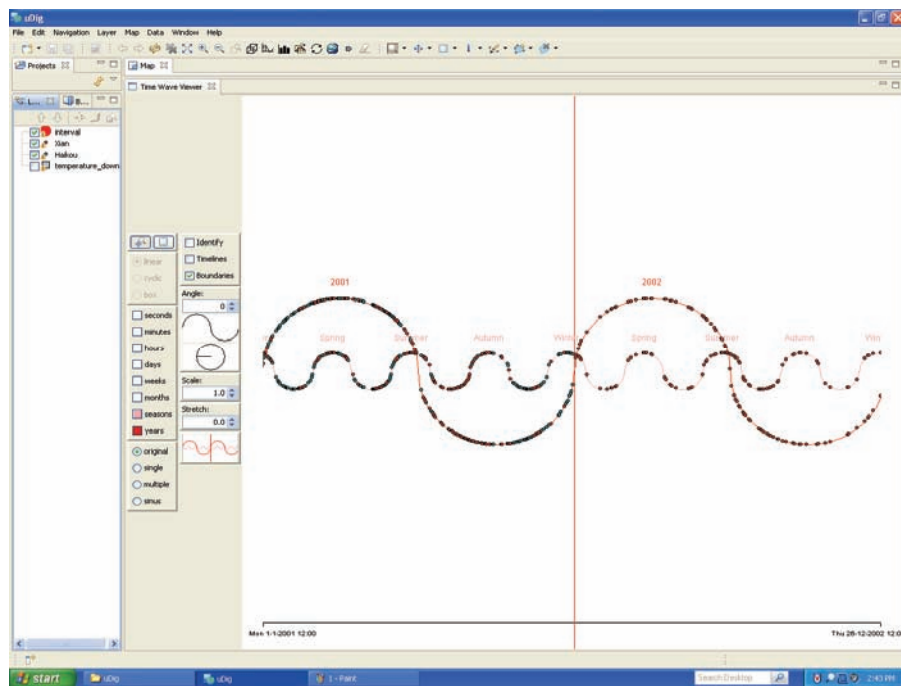 uDig
File Edit Navigation Layer Map Data Window Help
Projects
Map
Time Wave Viewer
L...
B...
interval
Xian
Haikou
temperature_down
Identify
Timelines
Boundaries
linear
cyclic
box
Angle:
0
seconds
minutes
hours
days
weeks
months
seasons
years
Scale:
1.0
Stretch:
0.0
original
single
multiple
sinus
2001
2002
Spring Summer Autumn Win Spring Summer Autumn Win
Mon 1-1-2001 12:00
Thu 26-12-2002 12:0
start
uDig
uDig
1 - Paint
Search Desktop
2:43 PM